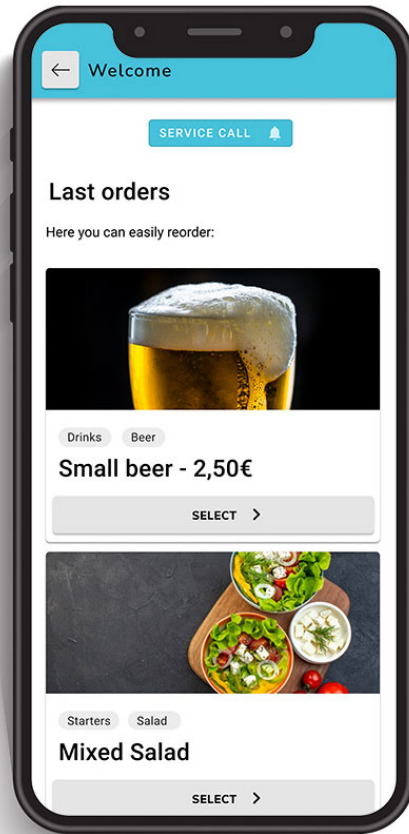 Welcome
SERVICE CALL
Last orders
Here you can easily reorder:
Drinks Beer
Small beer - 2,50€
SELECT
Starters Salad
Mixed Salad
SELECT